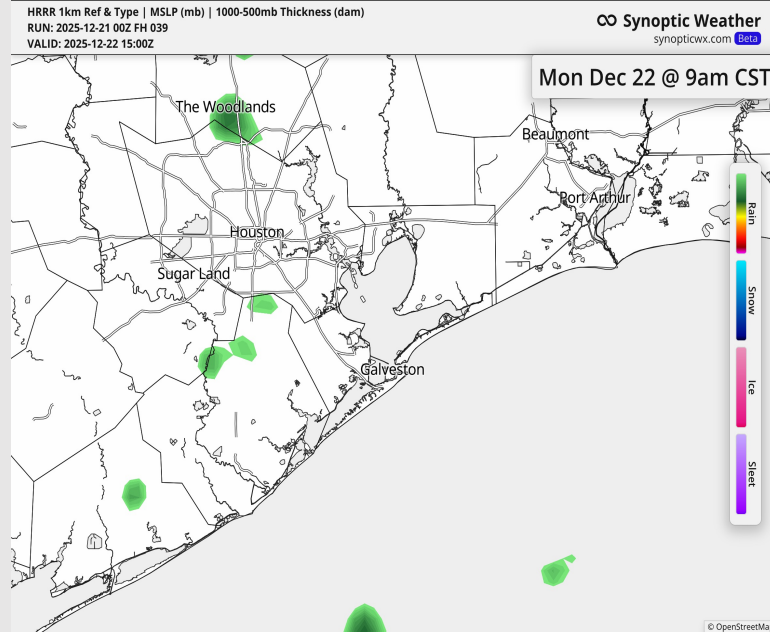 HRRR 1km Ref & Type | MSLP (mb) | 1000-500mb Thickness (dam)
RUN: 2025-12-21 00Z FH 039
VALID: 2025-12-22 15:00Z
Synoptic Weather
synopticwx.com Beta
Mon Dec 22 @ 9am CST
The Woodlands
Beaumont
Port Arthur
Houston
Sugar Land
Galveston
Rain
Snow
Ice
Sleet
© OpenStreetMa